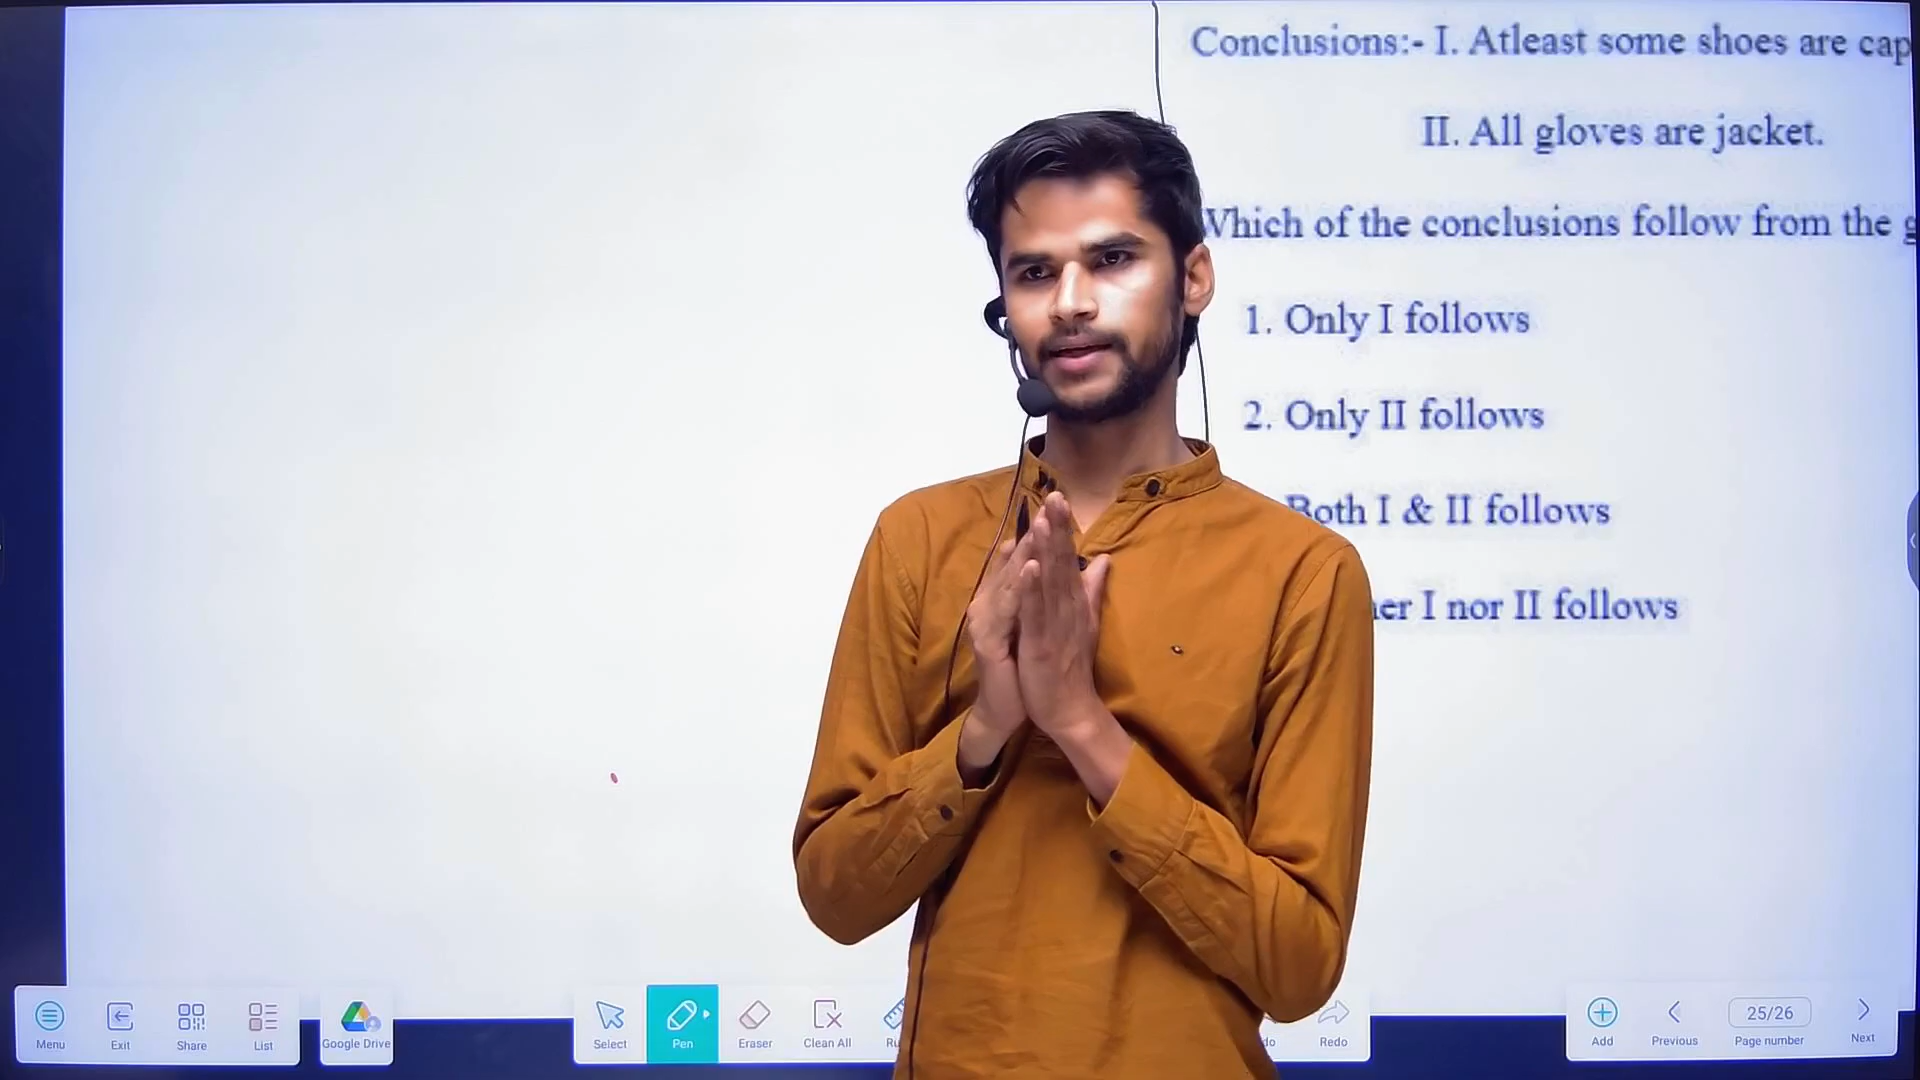 Conclusions:- I. Atleast some shoes are cap
II. All gloves are jacket.
Which of the conclusions follow from the
1. Only I follows
2. Only II follows
Both I & II follows
I nor II follows
Menu
Exit
Share
List
Google Drive
Select
Pen
Eraser
Clean All
Redo
Add
Previous
25/26
Page number
Next